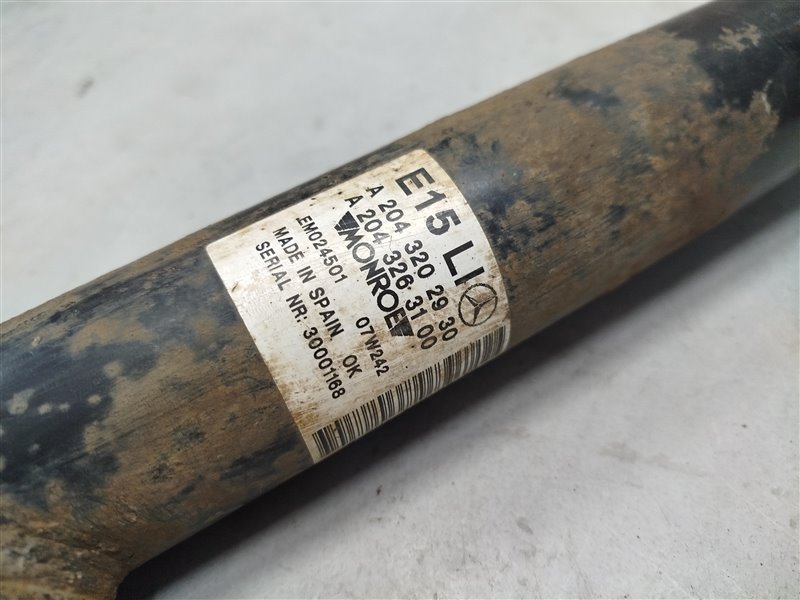 E15 LI
A 204 320 29 30
A 204 326 31 00
MONROE
EM024501 07W242
MADE IN SPAIN OK
SERIAL NR: 30001168